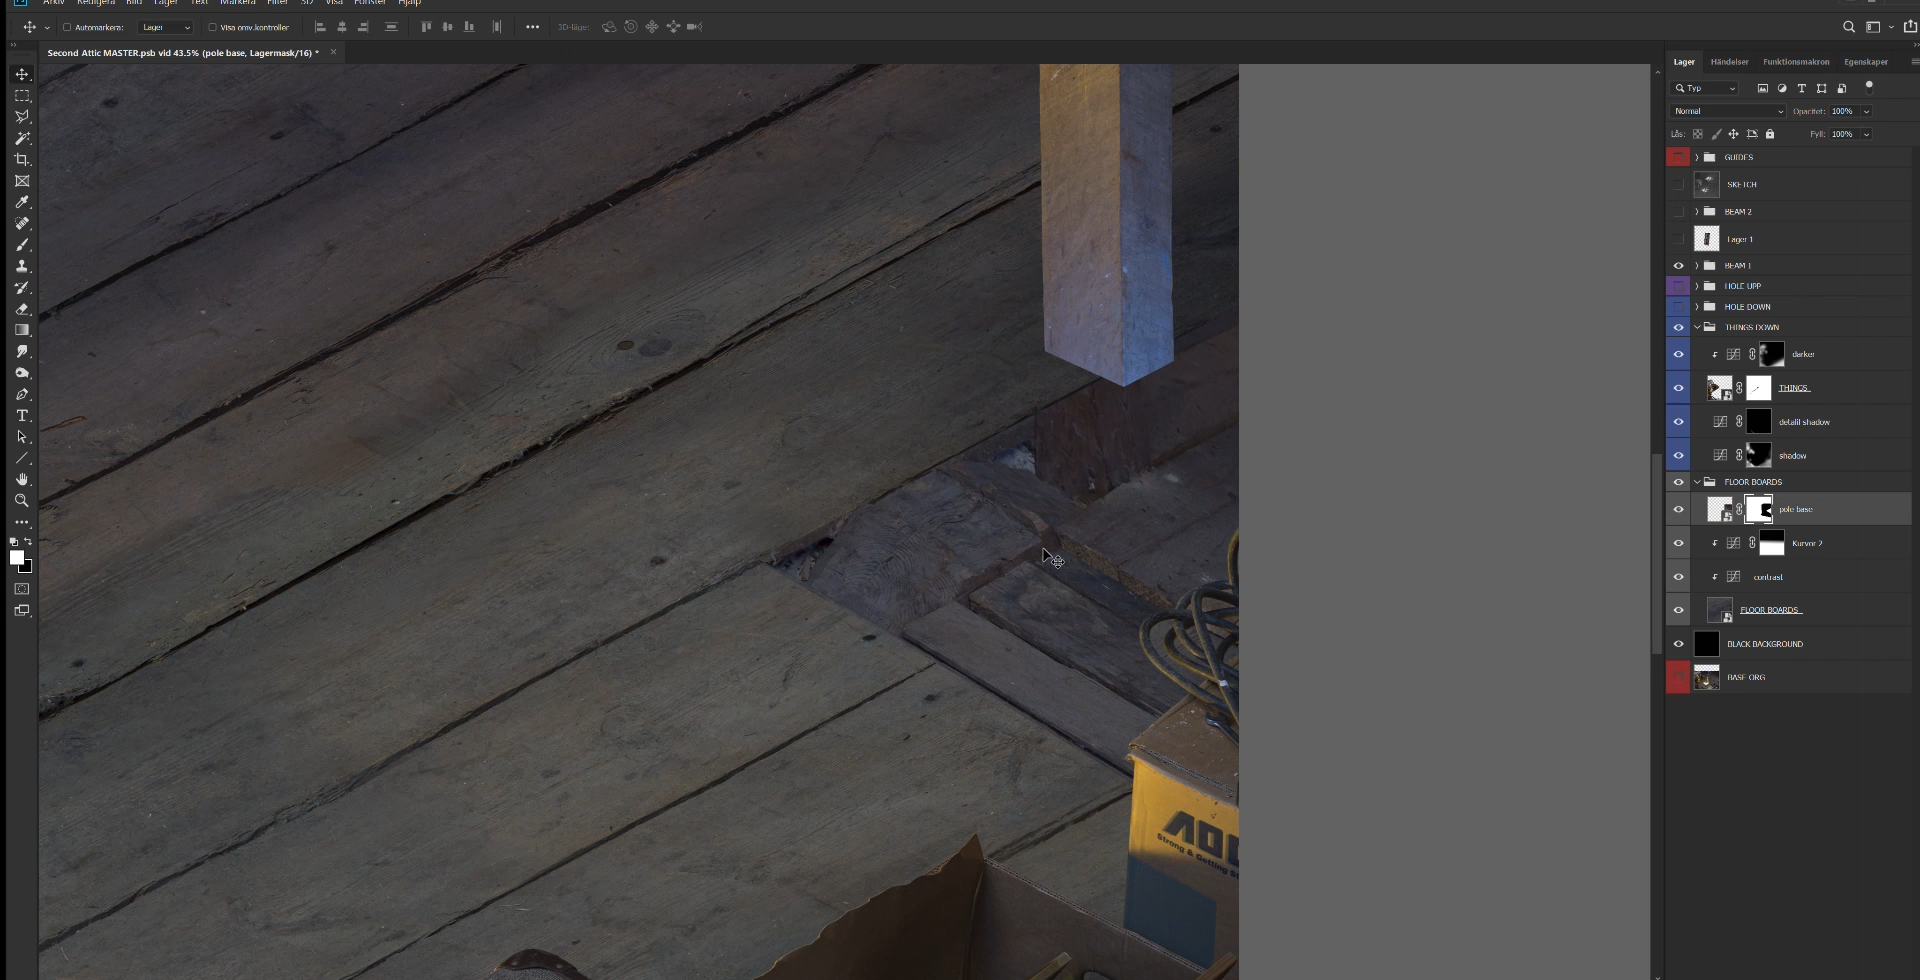 Arkiv Redigera Bild Lager Text Markera Filter 3D Visa Fönster Hjälp
Automarkera: Lager Visa omv.kontroller 3D-läge:
Second Attic MASTER.psb vid 43.5% (pole base, Lagermask/16) *
Lager Händelser Funktionsmakron Egenskaper
Typ
Normal Opacitet: 100%
Lås: Fyll: 100%
GUIDES
SKETCH
BEAM 2
Lager 1
BEAM 1
HOLE UPP
HOLE DOWN
THINGS DOWN
darker
THINGS
detalil shadow
shadow
FLOOR BOARDS
pole base
Kurvor 2
contrast
FLOOR BOARDS
BLACK BACKGROUND
BASE ORG
Strong & Getting